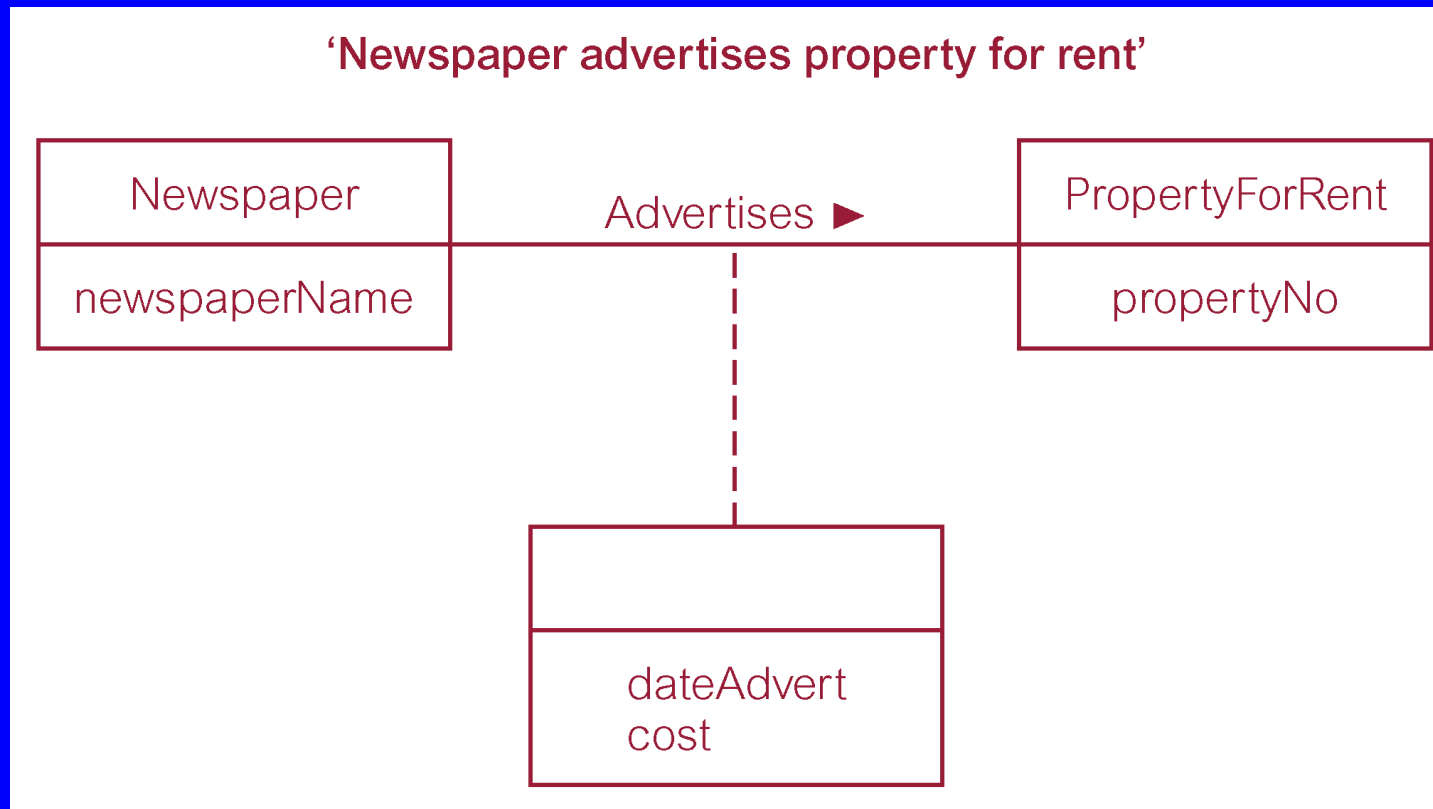 ‘Newspaper advertises property for rent’
Newspaper
Advertises ►
PropertyForRent
newspaperName
propertyNo
dateAdvert
cost